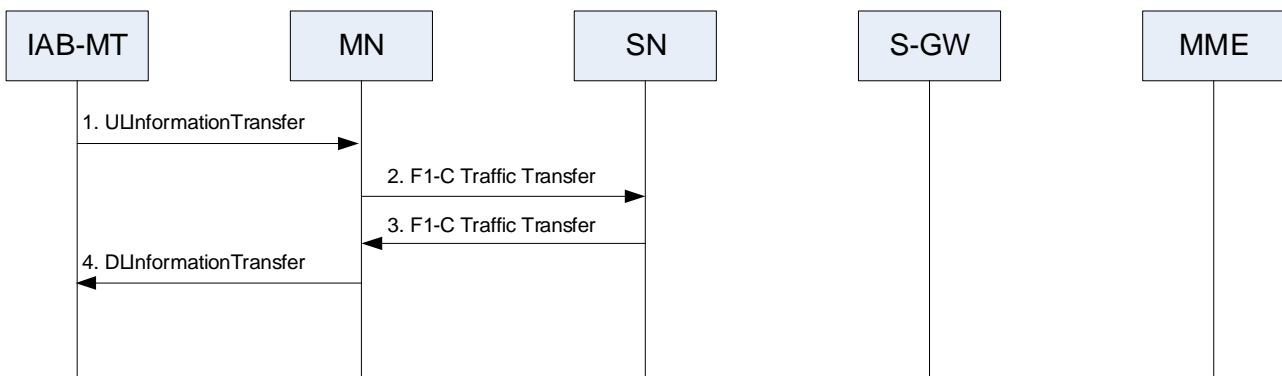 IAB-MT
MN
SN
S-GW
MME
1. ULInformationTransfer
2. F1-C Traffic Transfer
3. F1-C Traffic Transfer
4. DLInformationTransfer